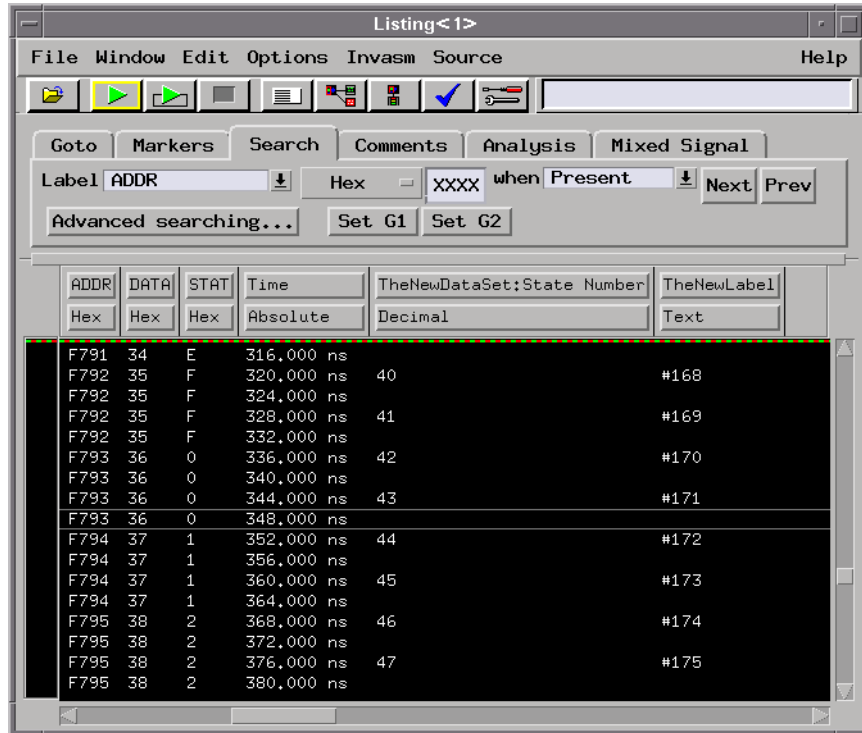 Listing<1>
File Window Edit Options Invasm Source Help
Goto Markers Search Comments Analysis Mixed Signal
Label ADDR Hex XXXX when Present Next Prev
Advanced searching... Set G1 Set G2
ADDR DATA STAT Time TheNewDataSet:State Number TheNewLabel
Hex Hex Hex Absolute Decimal Text
F791 34 E 316.000 ns
F792 35 F 320.000 ns 40 #168
F792 35 F 324.000 ns
F792 35 F 328.000 ns 41 #169
F792 35 F 332.000 ns
F793 36 0 336.000 ns 42 #170
F793 36 0 340.000 ns
F793 36 0 344.000 ns 43 #171
F793 36 0 348.000 ns
F794 37 1 352.000 ns 44 #172
F794 37 1 356.000 ns
F794 37 1 360.000 ns 45 #173
F794 37 1 364.000 ns
F795 38 2 368.000 ns 46 #174
F795 38 2 372.000 ns
F795 38 2 376.000 ns 47 #175
F795 38 2 380.000 ns